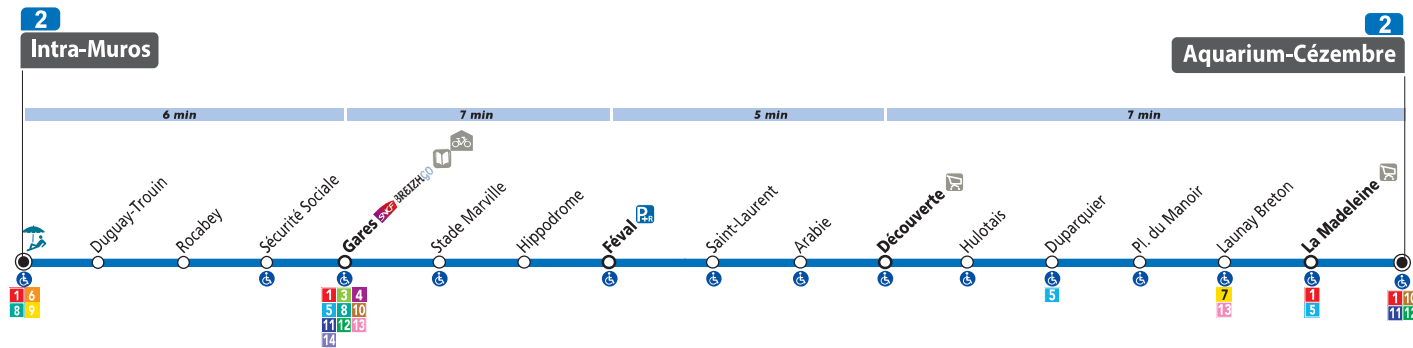 2
2
Intra-Muros
Aquarium-Cézembre
6 min
7 min
5 min
7 min
Duguay-Trouin
Rocabey
Sécurité Sociale
Gares SNCF BREIZHGO
Stade Marville
Hippodrome
Féval P+R
Saint-Laurent
Arabie
Découverte
Hulotais
Duparquier
Pl. du Manoir
Launay Breton
La Madeleine
1 6
8 9
1 3 4
5 8 10
11 12 13
14
5
7
13
1
5
1 10
11 12